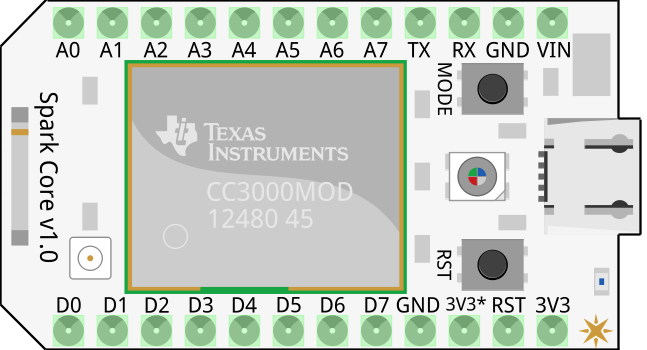 A0 A1 A2 A3 A4 A5 A6 A7 TX RX GND VIN
MODE
Spark Core v1.0
TEXAS
INSTRUMENTS
CC3000MOD
12480 45
RST
D0 D1 D2 D3 D4 D5 D6 D7 GND 3V3* RST 3V3